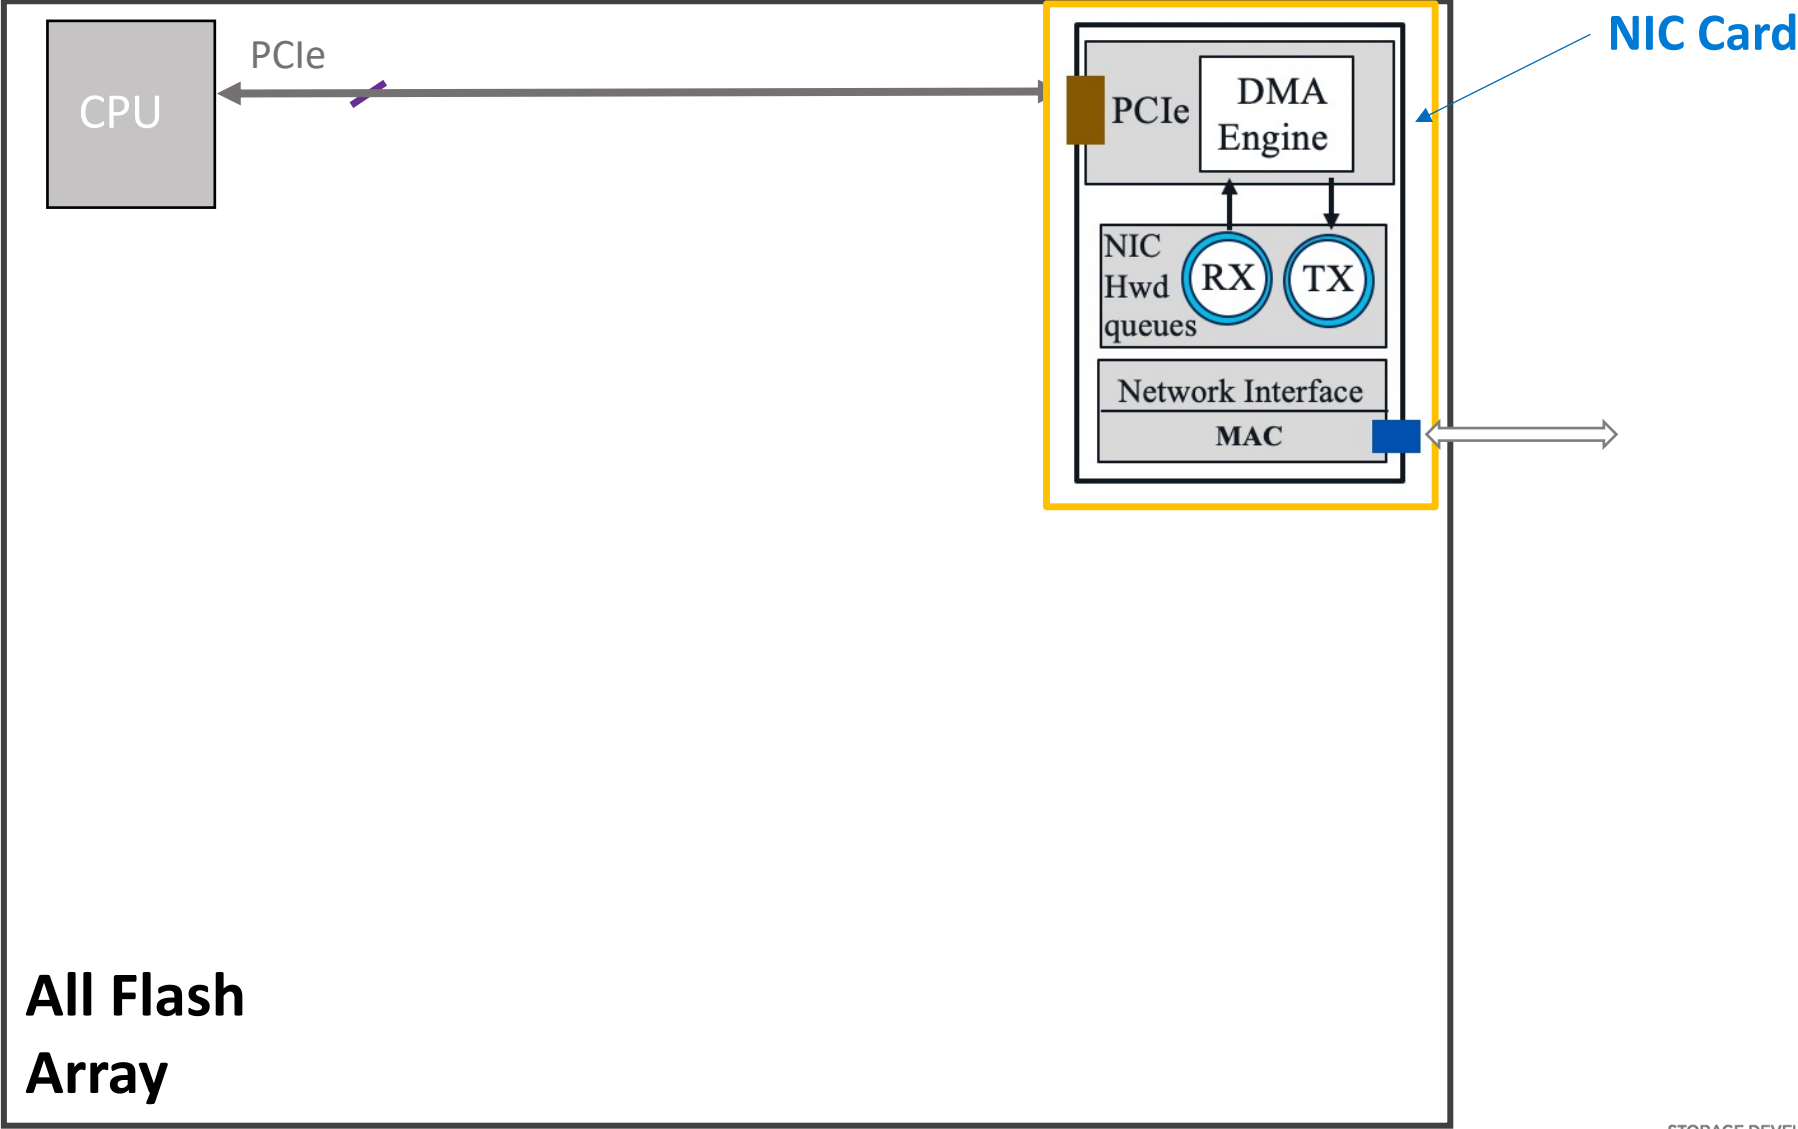 NIC Card
PCIe
CPU
PCIe
DMA
Engine
NIC
Hwd
queues
RX
TX
Network Interface
MAC
All Flash
Array